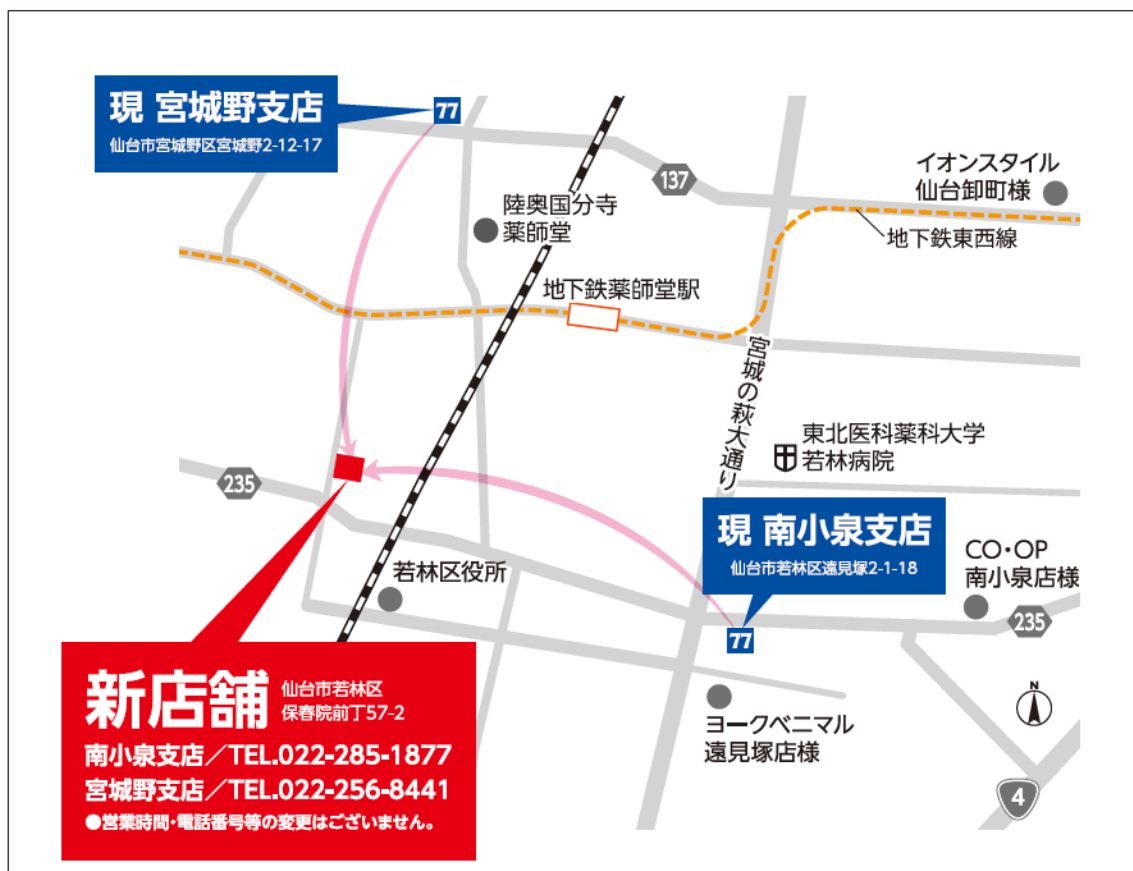 現 宮城野支店
仙台市宮城野区宮城野2-12-17
77
137
イオンスタイル
仙台卸町様
陸奥国分寺
薬師堂
地下鉄東西線
地下鉄薬師堂駅
宮城の萩大通り
東北医科薬科大学
若林病院
235
現 南小泉支店
仙台市若林区遠見塚2-1-18
77
CO・OP
南小泉店様
235
若林区役所
新店舗
仙台市若林区
保春院前丁57-2
南小泉支店／TEL.022-285-1877
宮城野支店／TEL.022-256-8441
●営業時間・電話番号等の変更はございません。
ヨークベニマル
遠見塚店様
N
4